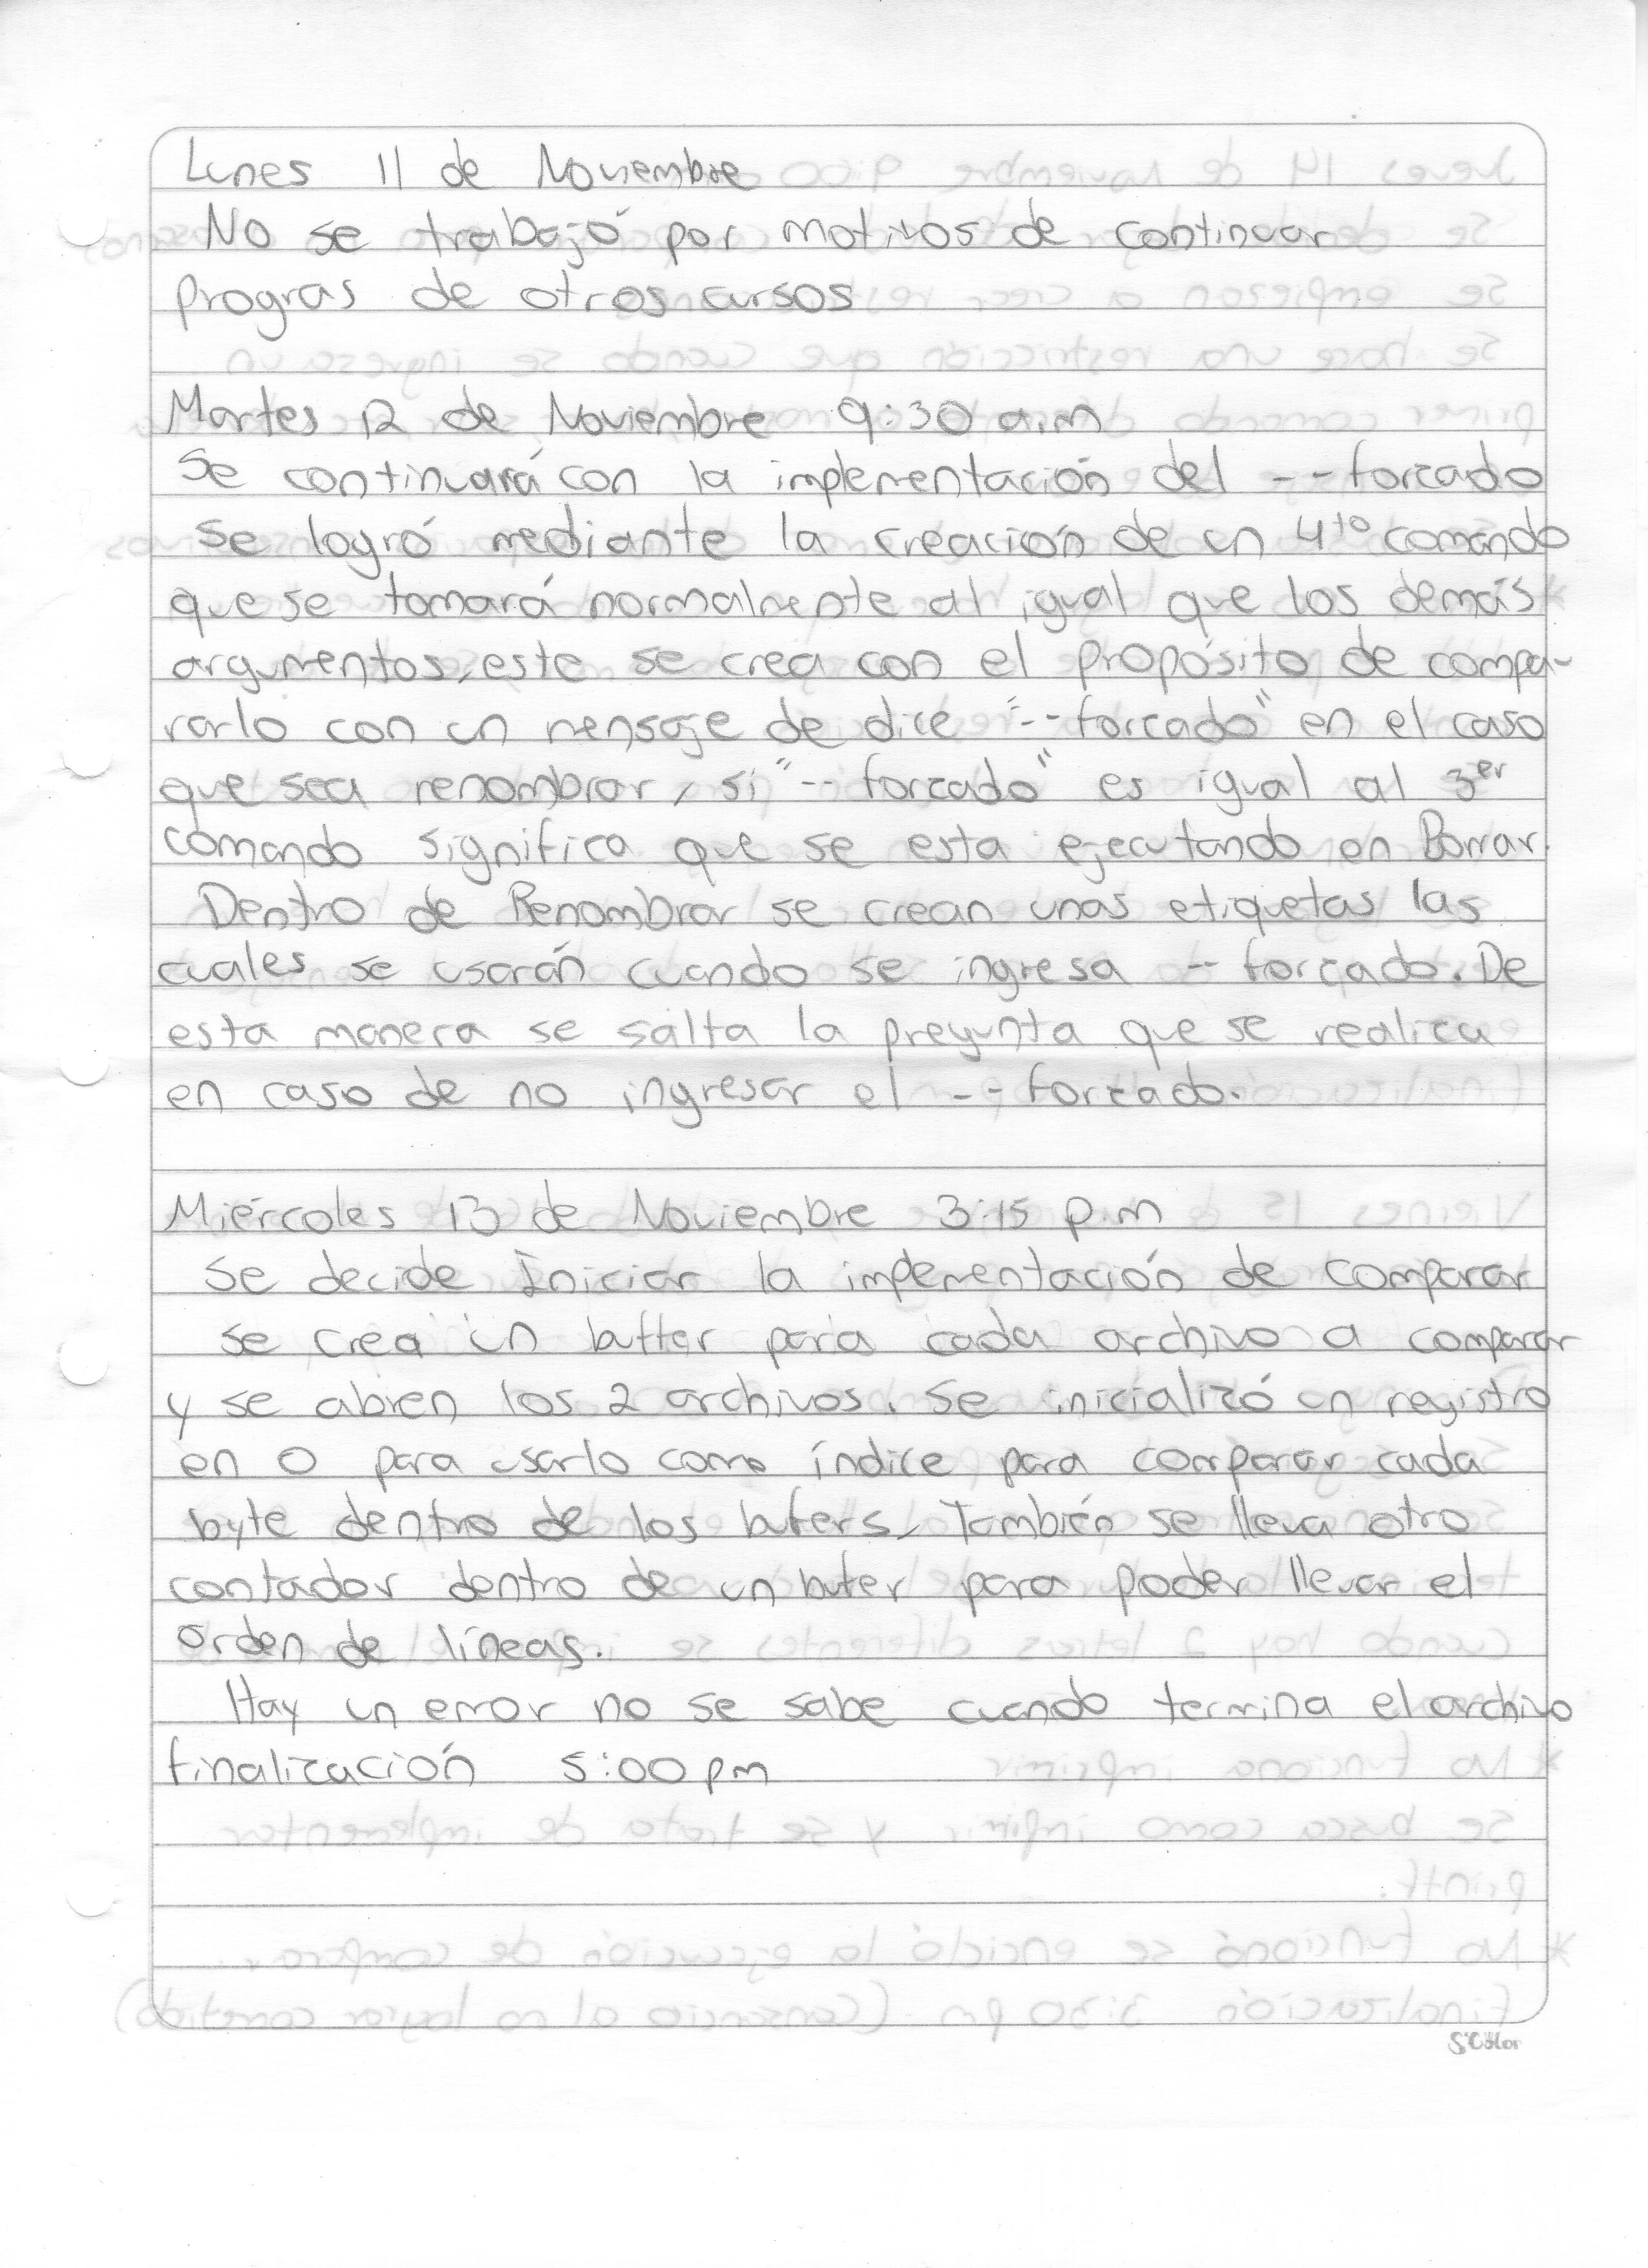 Lunes 11 de Noviembre
No se trabajó por motivos de continuar
progras de otros cursos
Martes 12 de Noviembre 9:30 a.m
Se continuará con la implementación del --forzado
Se logró mediante la creación de un 4to comando
que se tomará normalmente al igual que los demás
argumentos, este se crea con el propósito de compa-
rarlo con un mensaje de dice "--forzado" en el caso
que sea renombrar, si "--forzado" es igual al 3er
comando significa que se esta ejecutando en Borrar.
Dentro de Renombrar se crean unas etiquetas las
cuales se usarán cuando se ingresa --forzado. De
esta manera se salta la pregunta que se realiza
en caso de no ingresar el --forzado.
Miércoles 13 de Noviembre 3:15 p.m
Se decide Iniciar la impementación de comparar
se crea un buffer para cada archivo a comparar
y se abren los 2 archivos. Se inicializó un registro
en 0 para usarlo como índice para comparar cada
byte dentro de los bufers, También se lleva otro
contador dentro de un bufer para poder llevar el
orden de líneas.
Hay un error no se sabe cuando termina el archivo
finalización 5:00 pm